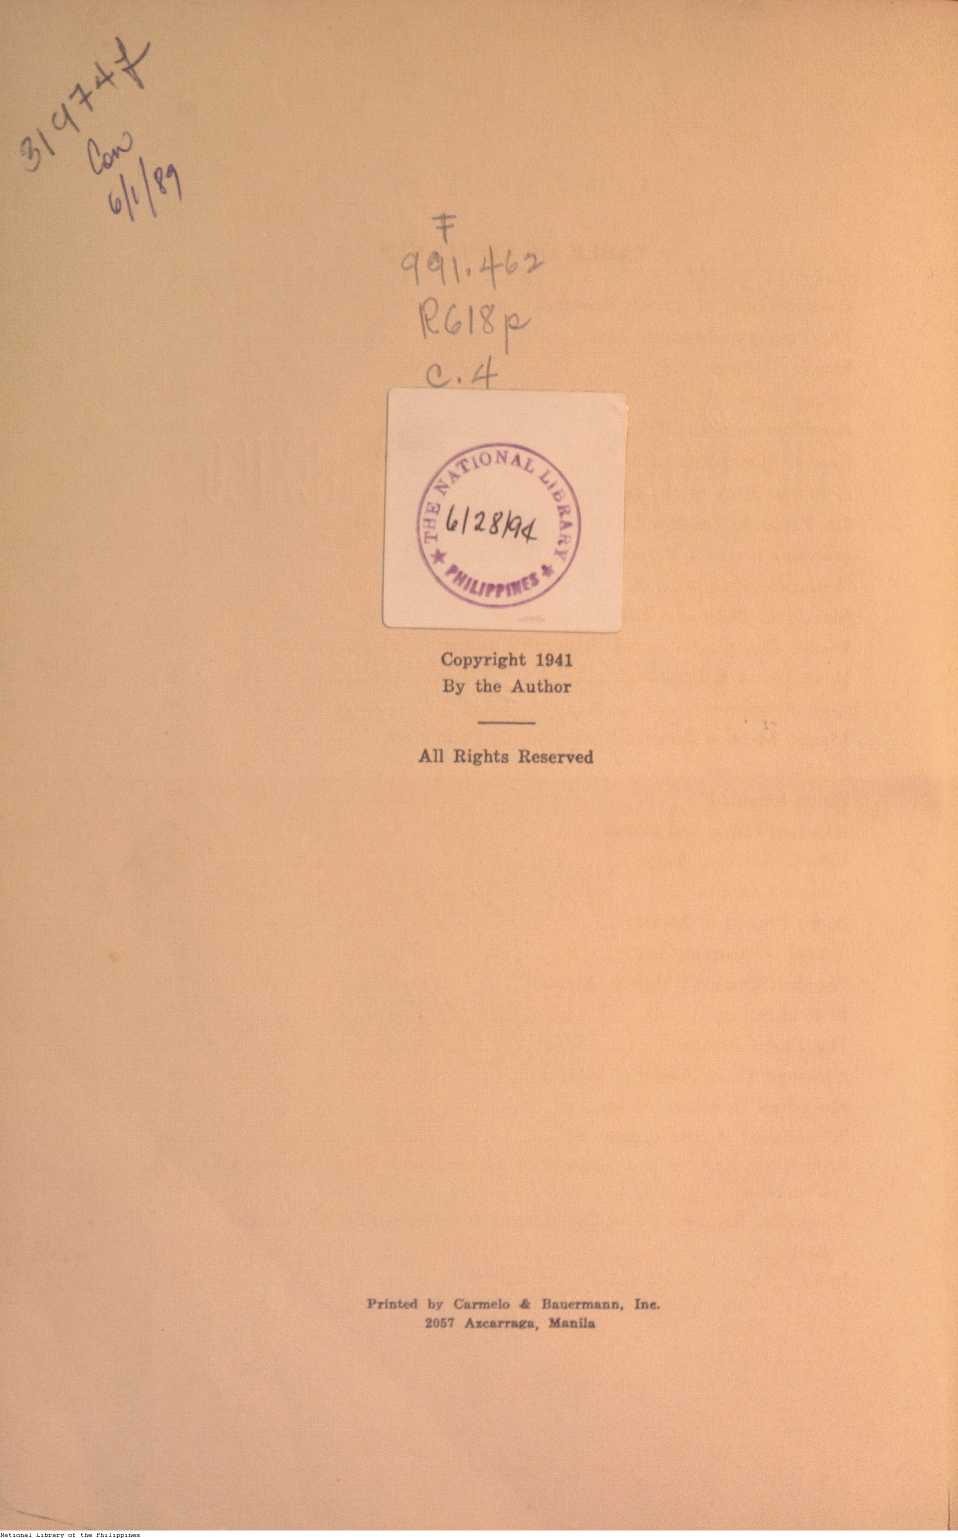 319747
Con
6/1/89
F
991.462
R618p
c.4
THE NATIONAL LIBRARY
6/28/94
PHILIPPINES
Copyright 1941
By the Author
All Rights Reserved
Printed by Carmelo & Bauermann, Inc.
2057 Azcarraga, Manila
National Library of the Philippines